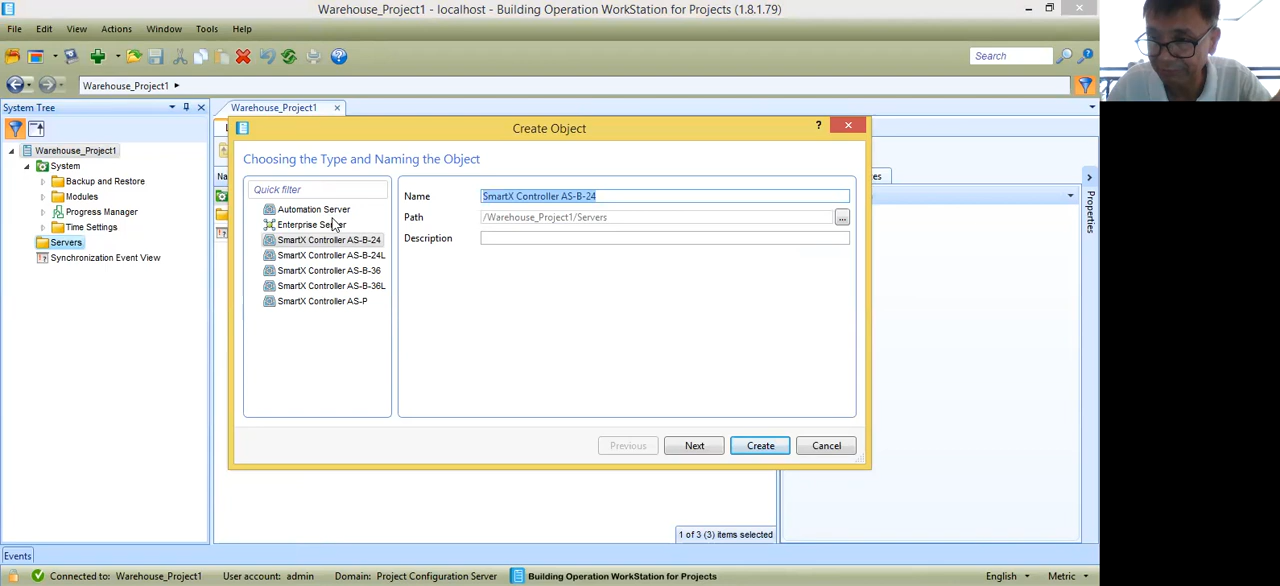 Warehouse_Project1 - localhost - Building Operation WorkStation for Projects (1.8.1.79)
File Edit View Actions Window Tools Help
Search
Warehouse_Project1
System Tree
Warehouse_Project1
Warehouse_Project1
System
Backup and Restore
Modules
Progress Manager
Time Settings
Servers
Synchronization Event View
Create Object
Choosing the Type and Naming the Object
Quick filter
Automation Server
Enterprise Server
SmartX Controller AS-B-24
SmartX Controller AS-B-24L
SmartX Controller AS-B-36
SmartX Controller AS-B-36L
SmartX Controller AS-P
Name SmartX Controller AS-B-24
Path /Warehouse_Project1/Servers ...
Description
Previous Next Create Cancel
Properties
1 of 3 (3) items selected
Events
Connected to: Warehouse_Project1 User account: admin Domain: Project Configuration Server Building Operation WorkStation for Projects English Metric